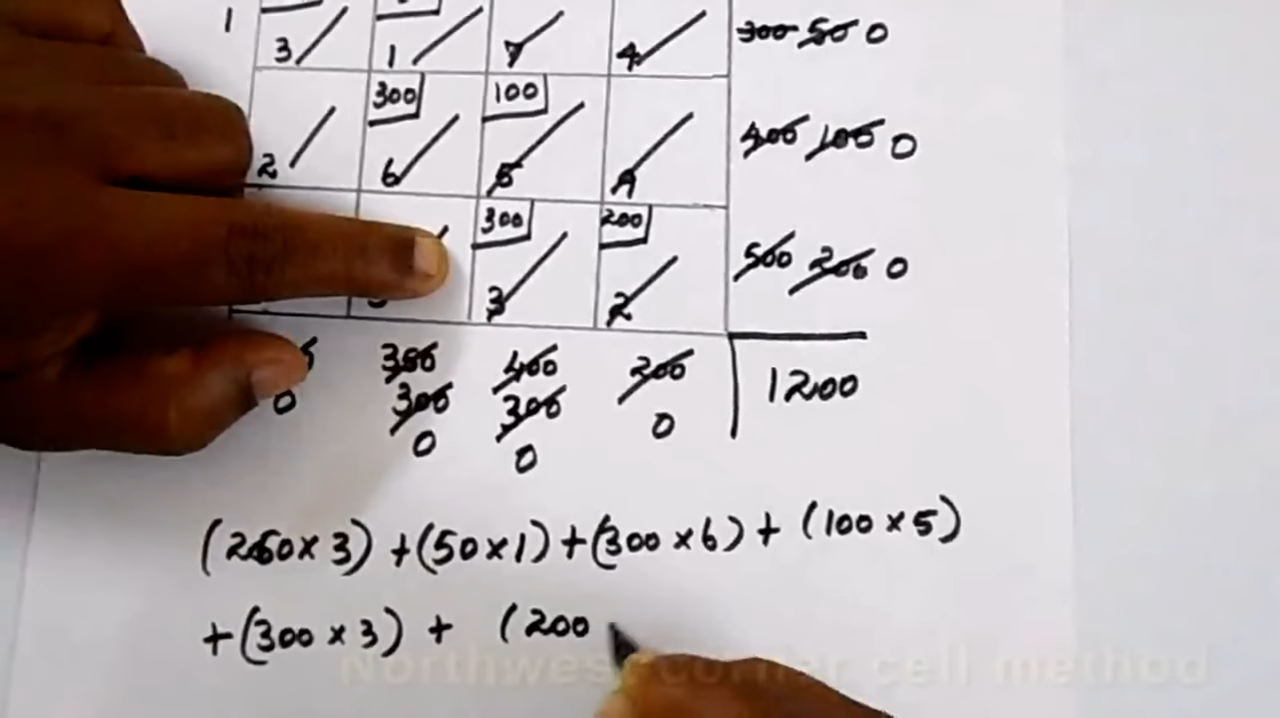 1 3 1 7 4 300 50 0
300 100
2 6 5 9 400 100 0
300 200
3 2 500 200 0
350 400 200 1200
0 300 300 0
0 0
(250 × 3) + (50 × 1) + (300 × 6) + (100 × 5)
+ (300 × 3) + (200
Northwest corner cell method